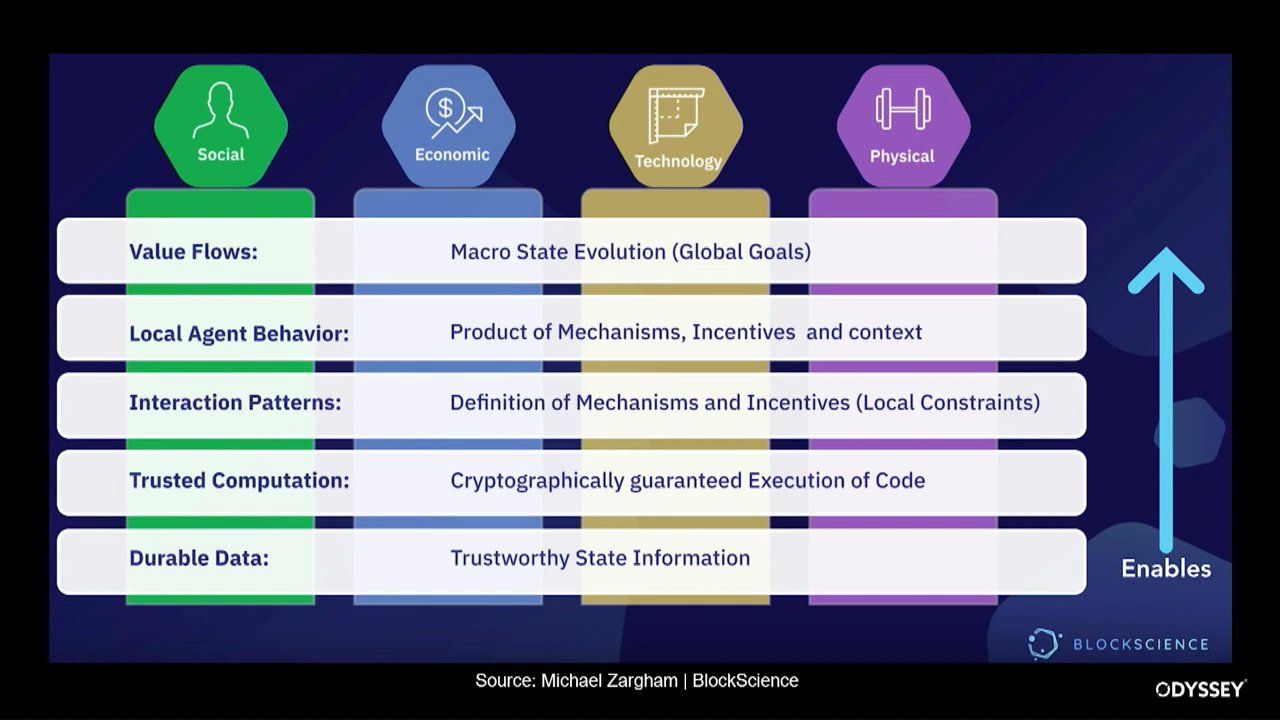 Social
Economic
Technology
Physical
Value Flows: Macro State Evolution (Global Goals)
Local Agent Behavior: Product of Mechanisms, Incentives and context
Interaction Patterns: Definition of Mechanisms and Incentives (Local Constraints)
Trusted Computation: Cryptographically guaranteed Execution of Code
Durable Data: Trustworthy State Information
Enables
BLOCKSCIENCE
Source: Michael Zargham | BlockScience
ODYSSEY